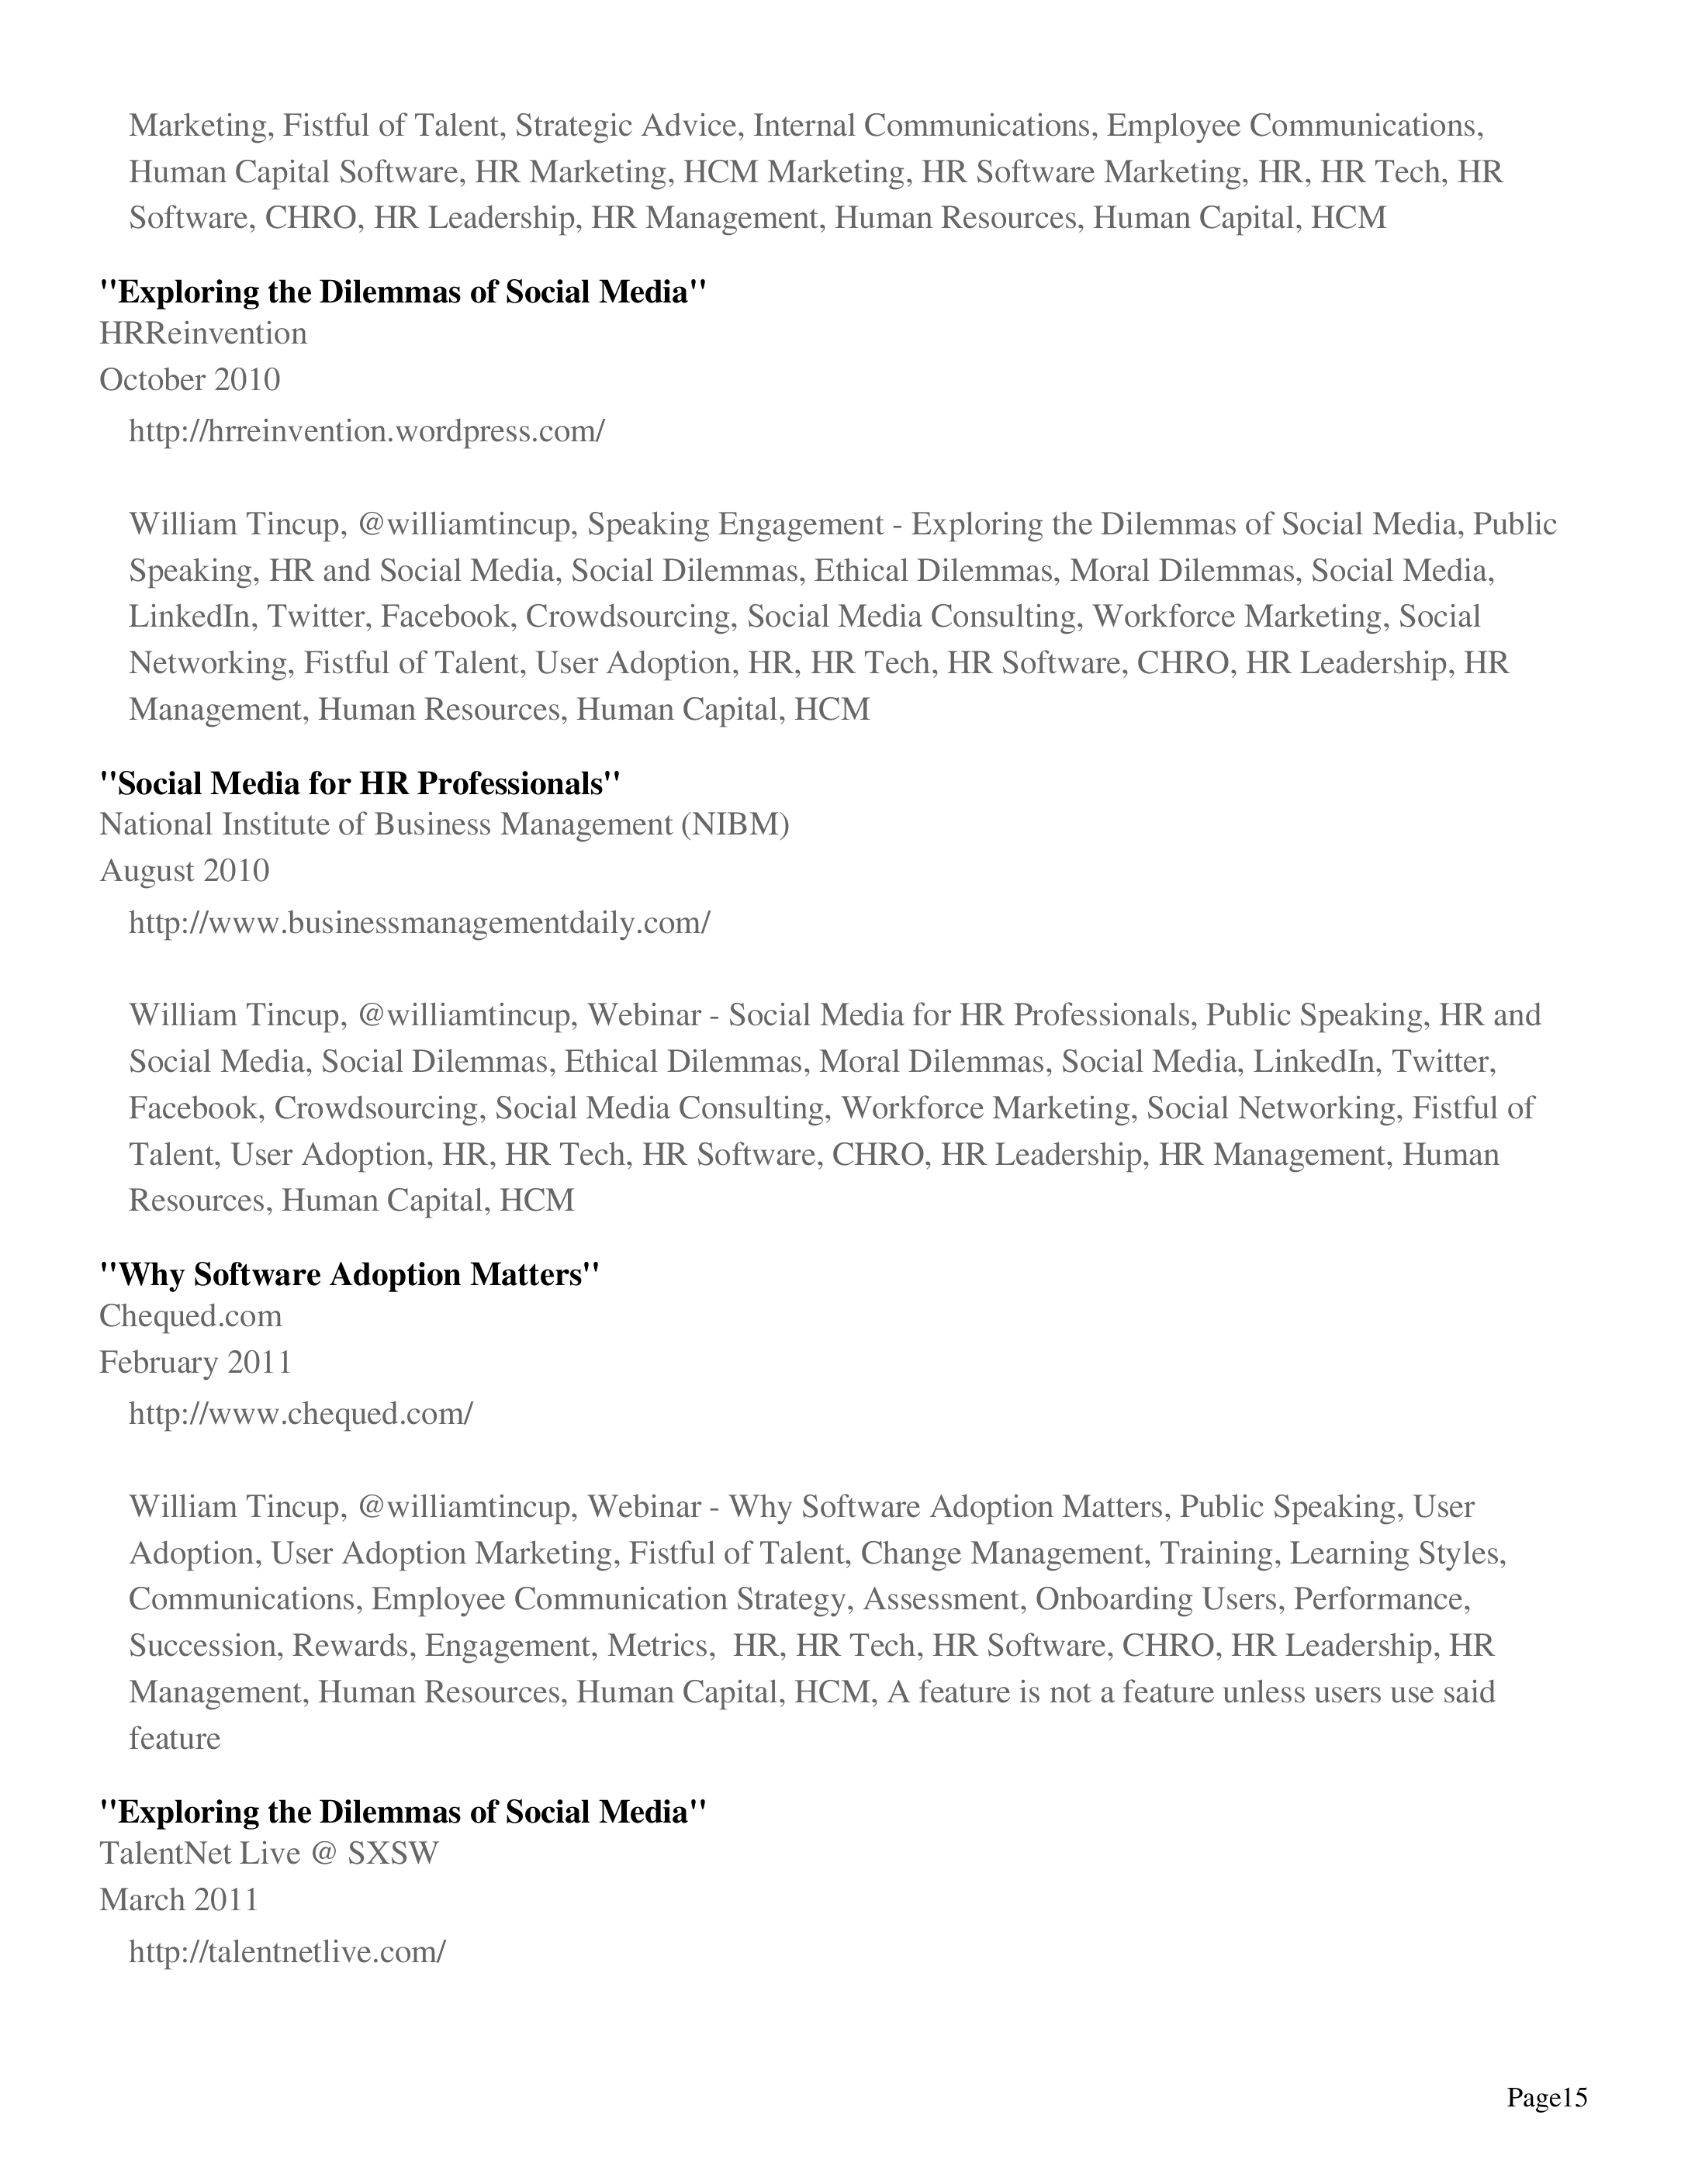 Marketing, Fistful of Talent, Strategic Advice, Internal Communications, Employee Communications,
Human Capital Software, HR Marketing, HCM Marketing, HR Software Marketing, HR, HR Tech, HR
Software, CHRO, HR Leadership, HR Management, Human Resources, Human Capital, HCM
"Exploring the Dilemmas of Social Media"
HRReinvention
October 2010
http://hrreinvention.wordpress.com/
William Tincup, @williamtincup, Speaking Engagement - Exploring the Dilemmas of Social Media, Public
Speaking, HR and Social Media, Social Dilemmas, Ethical Dilemmas, Moral Dilemmas, Social Media,
LinkedIn, Twitter, Facebook, Crowdsourcing, Social Media Consulting, Workforce Marketing, Social
Networking, Fistful of Talent, User Adoption, HR, HR Tech, HR Software, CHRO, HR Leadership, HR
Management, Human Resources, Human Capital, HCM
"Social Media for HR Professionals"
National Institute of Business Management (NIBM)
August 2010
http://www.businessmanagementdaily.com/
William Tincup, @williamtincup, Webinar - Social Media for HR Professionals, Public Speaking, HR and
Social Media, Social Dilemmas, Ethical Dilemmas, Moral Dilemmas, Social Media, LinkedIn, Twitter,
Facebook, Crowdsourcing, Social Media Consulting, Workforce Marketing, Social Networking, Fistful of
Talent, User Adoption, HR, HR Tech, HR Software, CHRO, HR Leadership, HR Management, Human
Resources, Human Capital, HCM
"Why Software Adoption Matters"
Chequed.com
February 2011
http://www.chequed.com/
William Tincup, @williamtincup, Webinar - Why Software Adoption Matters, Public Speaking, User
Adoption, User Adoption Marketing, Fistful of Talent, Change Management, Training, Learning Styles,
Communications, Employee Communication Strategy, Assessment, Onboarding Users, Performance,
Succession, Rewards, Engagement, Metrics,  HR, HR Tech, HR Software, CHRO, HR Leadership, HR
Management, Human Resources, Human Capital, HCM, A feature is not a feature unless users use said
feature
"Exploring the Dilemmas of Social Media"
TalentNet Live @ SXSW
March 2011
http://talentnetlive.com/
Page15